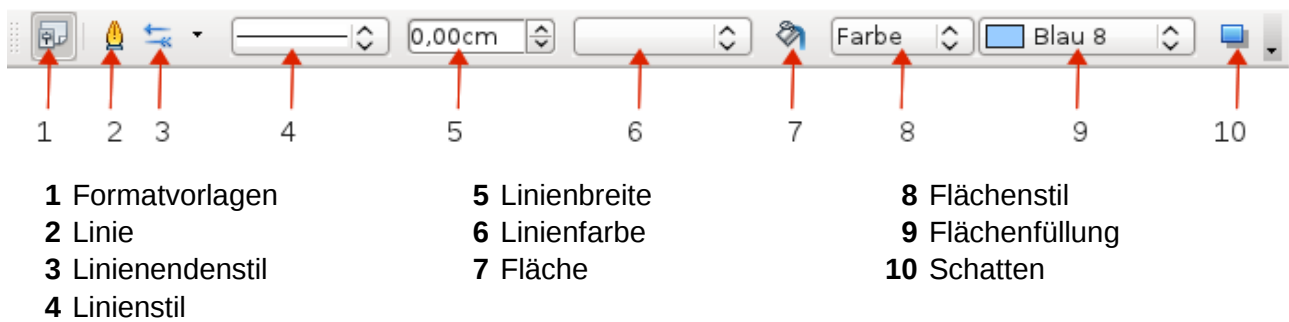 0,00cm Farbe Blau 8
1 2 3 4 5 6 7 8 9 10
1 Formatvorlagen
2 Linie
3 Linienendenstil
4 Linienstil
5 Linienbreite
6 Linienfarbe
7 Fläche
8 Flächenstil
9 Flächenfüllung
10 Schatten